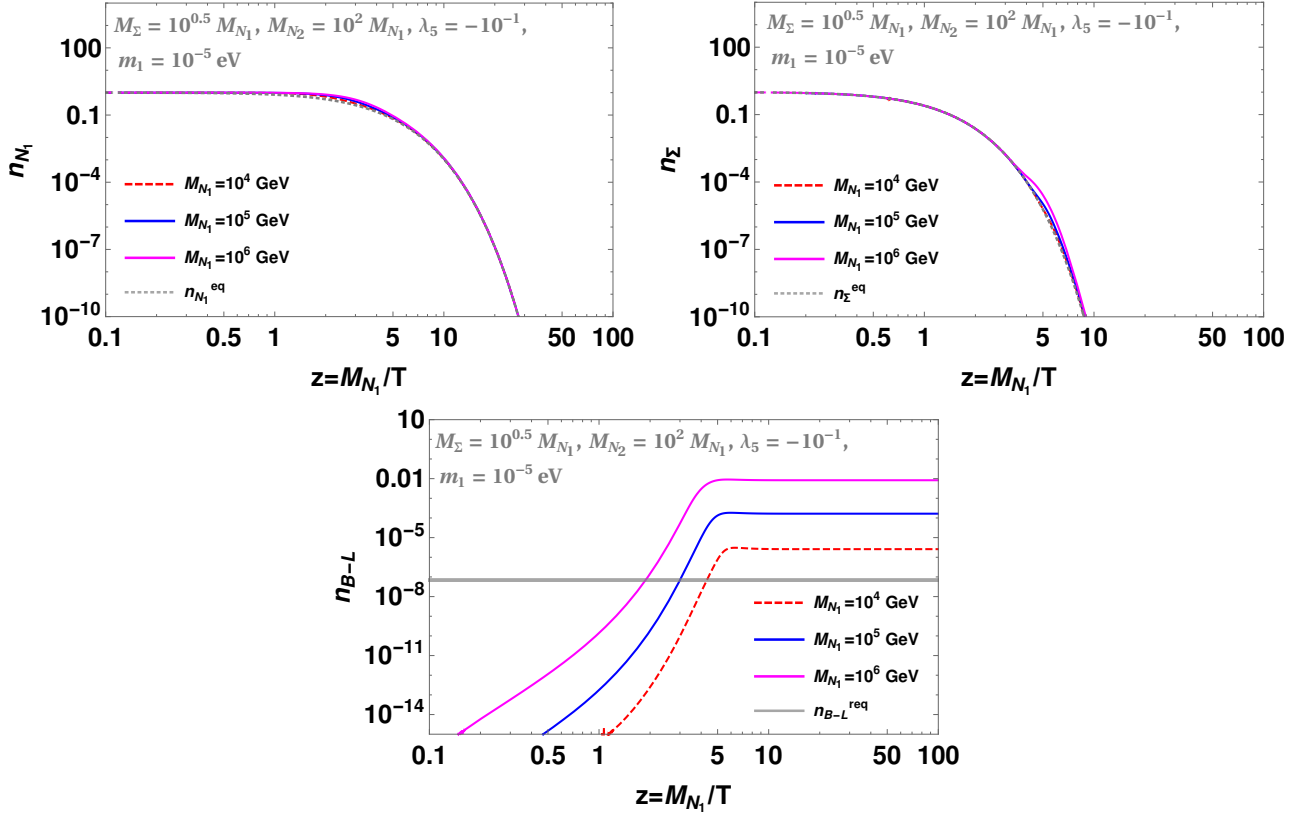 M_Σ = 10^0.5 M_N₁, M_N₂ = 10^2 M_N₁, λ₅ = −10^−1,
m₁ = 10^−5 eV
100
0.1
10^−4
10^−7
10^−10
n_N₁
M_N₁=10^4 GeV
M_N₁=10^5 GeV
M_N₁=10^6 GeV
n_N₁^eq
0.1 0.5 1 5 10 50 100
z=M_N₁/T
M_Σ = 10^0.5 M_N₁, M_N₂ = 10^2 M_N₁, λ₅ = −10^−1,
m₁ = 10^−5 eV
100
0.1
10^−4
10^−7
10^−10
n_Σ
M_N₁=10^4 GeV
M_N₁=10^5 GeV
M_N₁=10^6 GeV
n_Σ^eq
0.1 0.5 1 5 10 50 100
z=M_N₁/T
M_Σ = 10^0.5 M_N₁, M_N₂ = 10^2 M_N₁, λ₅ = −10^−1,
m₁ = 10^−5 eV
10
0.01
10^−5
10^−8
10^−11
10^−14
n_B−L
M_N₁=10^4 GeV
M_N₁=10^5 GeV
M_N₁=10^6 GeV
n_B−L^req
0.1 0.5 1 5 10 50 100
z=M_N₁/T